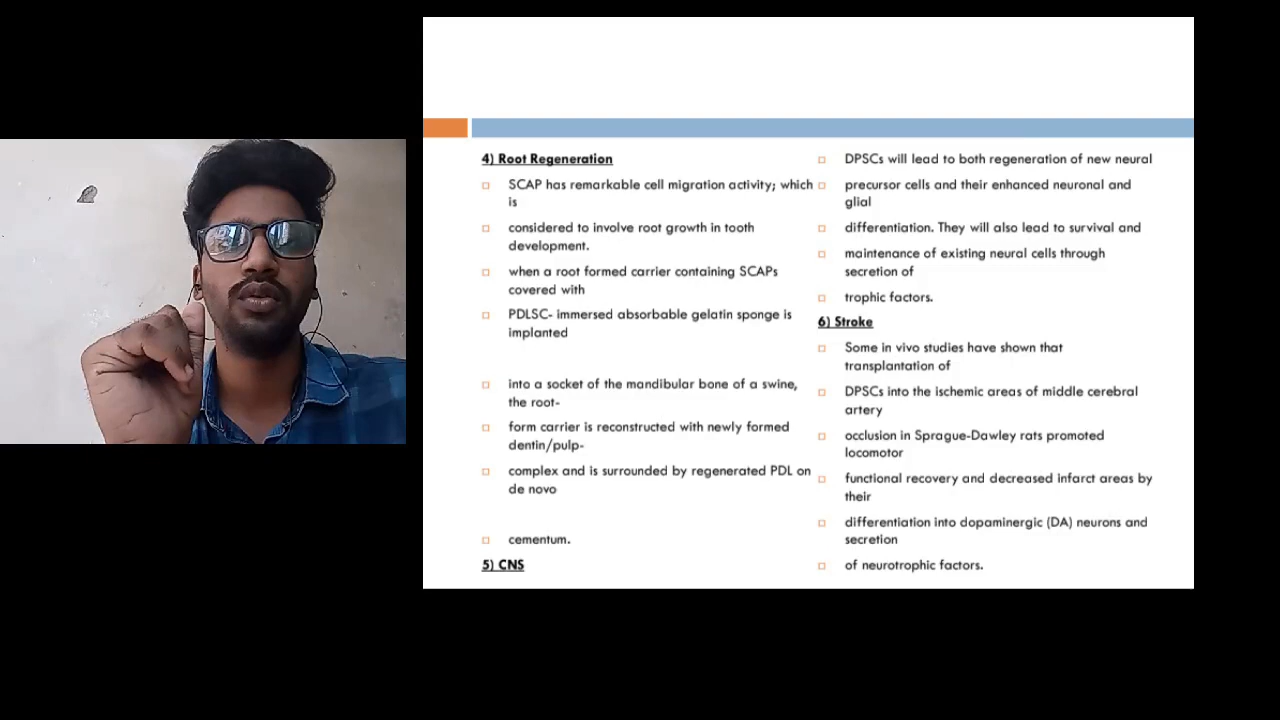 4) Root Regeneration
SCAP has remarkable cell migration activity; which
is
considered to involve root growth in tooth
development.
when a root formed carrier containing SCAPs
covered with
PDLSC- immersed absorbable gelatin sponge is
implanted
into a socket of the mandibular bone of a swine,
the root-
form carrier is reconstructed with newly formed
dentin/pulp-
complex and is surrounded by regenerated PDL on
de novo
cementum.
5) CNS
DPSCs will lead to both regeneration of new neural
precursor cells and their enhanced neuronal and
glial
differentiation. They will also lead to survival and
maintenance of existing neural cells through
secretion of
trophic factors.
6) Stroke
Some in vivo studies have shown that
transplantation of
DPSCs into the ischemic areas of middle cerebral
artery
occlusion in Sprague-Dawley rats promoted
locomotor
functional recovery and decreased infarct areas by
their
differentiation into dopaminergic (DA) neurons and
secretion
of neurotrophic factors.